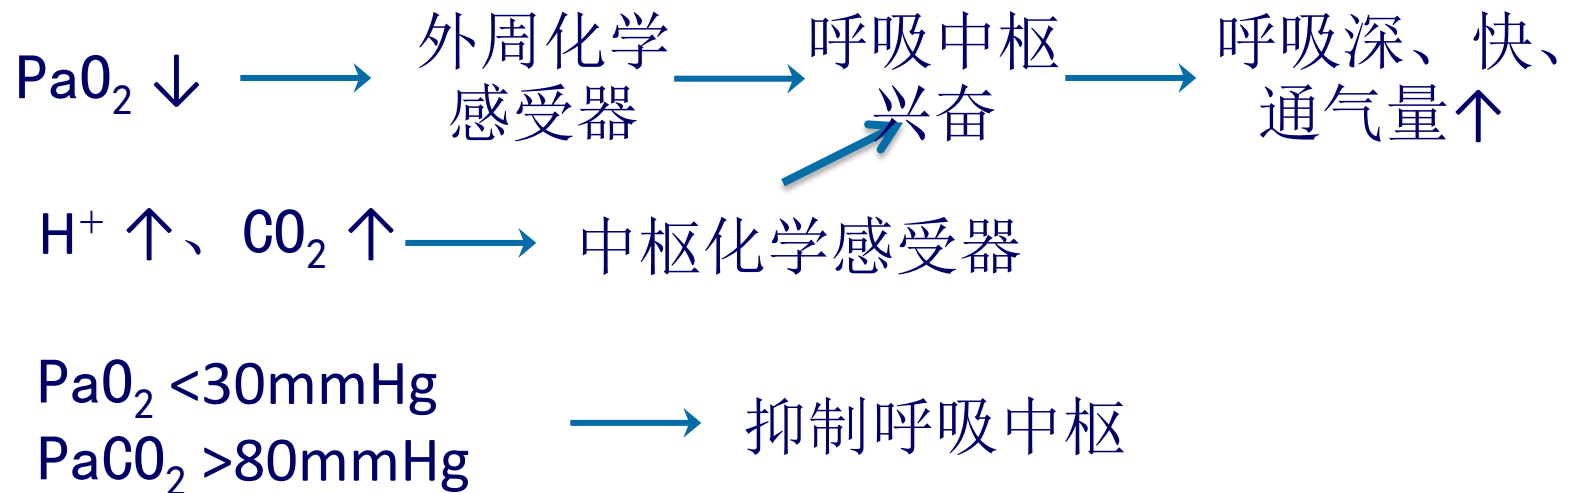 PaO₂ ↓ → 外周化学感受器 → 呼吸中枢兴奋 → 呼吸深、快、通气量↑
H⁺ ↑、CO₂ ↑ → 中枢化学感受器
PaO₂ <30mmHg
PaCO₂ >80mmHg
→ 抑制呼吸中枢